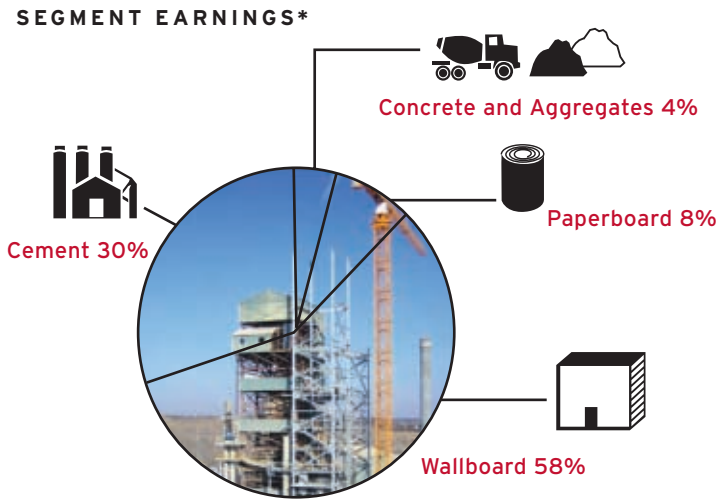 SEGMENT EARNINGS*
Concrete and Aggregates 4%
Paperboard 8%
Cement 30%
Wallboard 58%